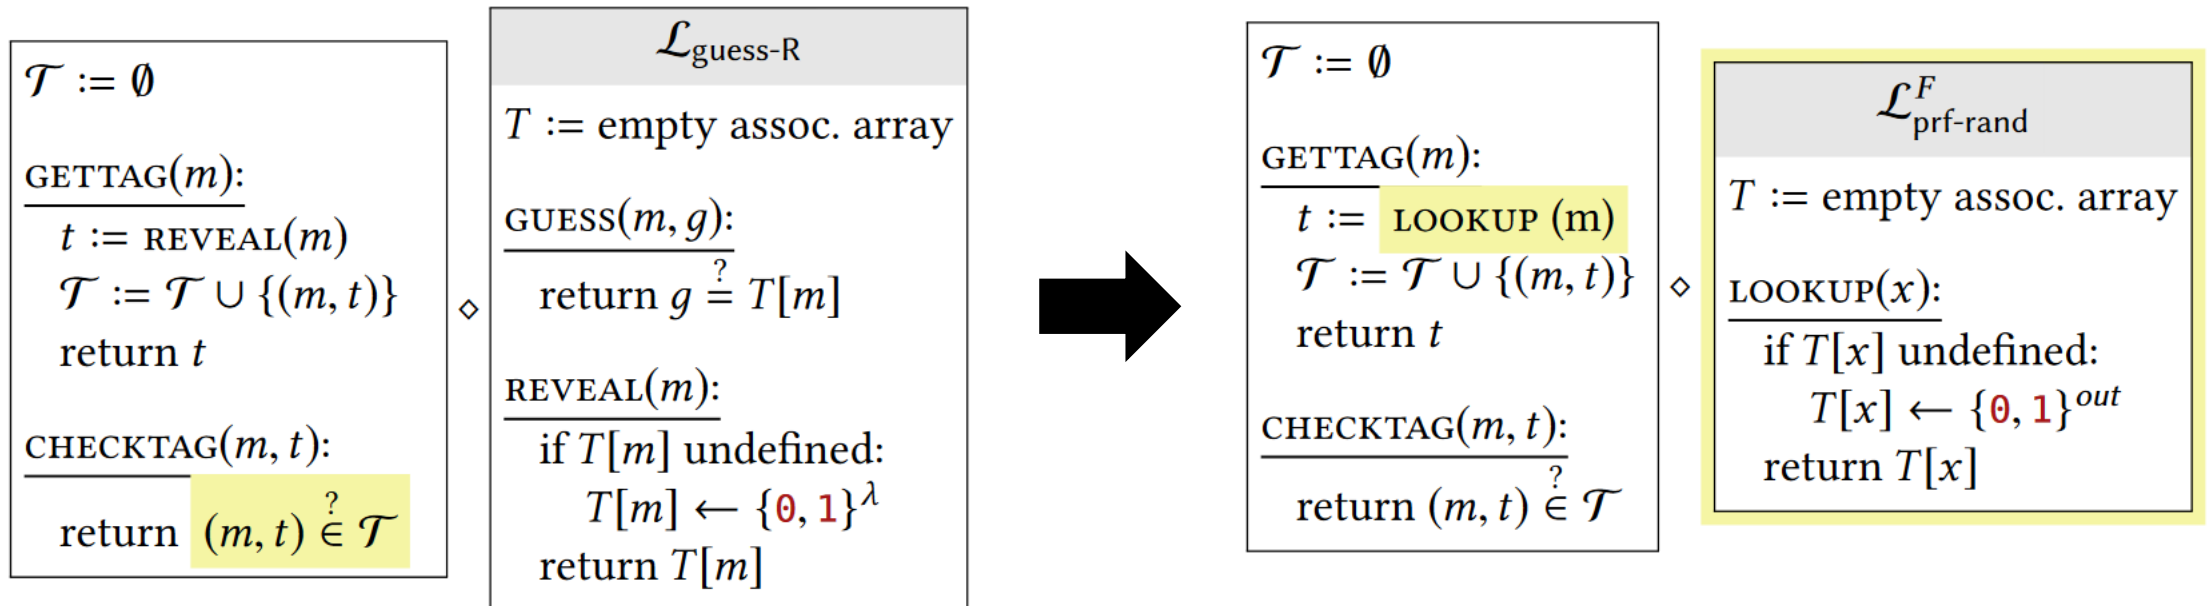 𝒯 := ∅
GETTAG(m):
t := REVEAL(m)
𝒯 := 𝒯 ∪ {(m, t)}
return t
CHECKTAG(m, t):
return (m, t) ∈? 𝒯
⋄
ℒguess-R
T := empty assoc. array
GUESS(m, g):
return g =? T[m]
REVEAL(m):
if T[m] undefined:
T[m] ← {0, 1}^λ
return T[m]
𝒯 := ∅
GETTAG(m):
t := LOOKUP (m)
𝒯 := 𝒯 ∪ {(m, t)}
return t
CHECKTAG(m, t):
return (m, t) ∈? 𝒯
⋄
ℒ^F prf-rand
T := empty assoc. array
LOOKUP(x):
if T[x] undefined:
T[x] ← {0, 1}^out
return T[x]